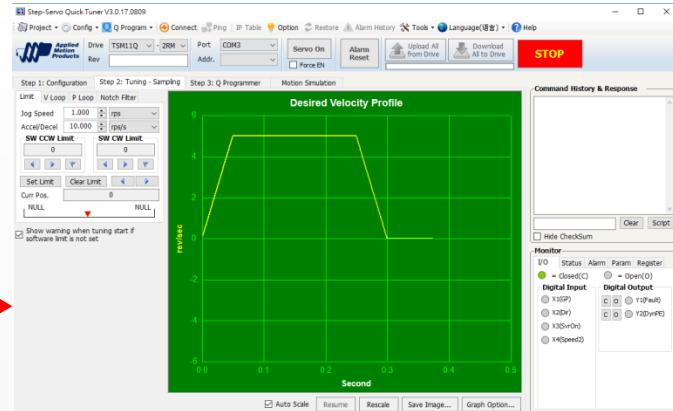 Step-Servo Quick Tuner V3.0.17.0809
Project Config Q Program Connect Ping IP Table Option Restore Alarm History Tools Language(语言) Help
Applied Motion Products
Drive TSM11Q - 2RM Port COM3
Rev Addr.
Servo On
Force EN
Alarm Reset
Upload All from Drive
Download All to Drive
STOP
Step 1: Configuration Step 2: Tuning - Sampling Step 3: Q Programmer Motion Simulation
Limit V Loop P Loop Notch Filter
Jog Speed 1.000 rps
Accel/Decel 10.000 rps/s
SW CCW Limit SW CW Limit
0 0
Set Limit Clear Limit
Curr Pos. 0
NULL NULL
Show warning when tuning start if
software limit is not set
Desired Velocity Profile
rev/sec
6
4
2
0
-2
-4
-6
0.0 0.1 0.2 0.3 0.4 0.5
Second
Auto Scale Resume Rescale Save Image... Graph Option...
Command History & Response
Clear Script
Hide CheckSum
Monitor
I/O Status Alarm Param Register
= Closed(C) = Open(O)
Digital Input Digital Output
X1(GP) C O Y1(Fault)
X2(Dir) C O Y2(DynPE)
X3(SvrOn)
X4(Speed2)